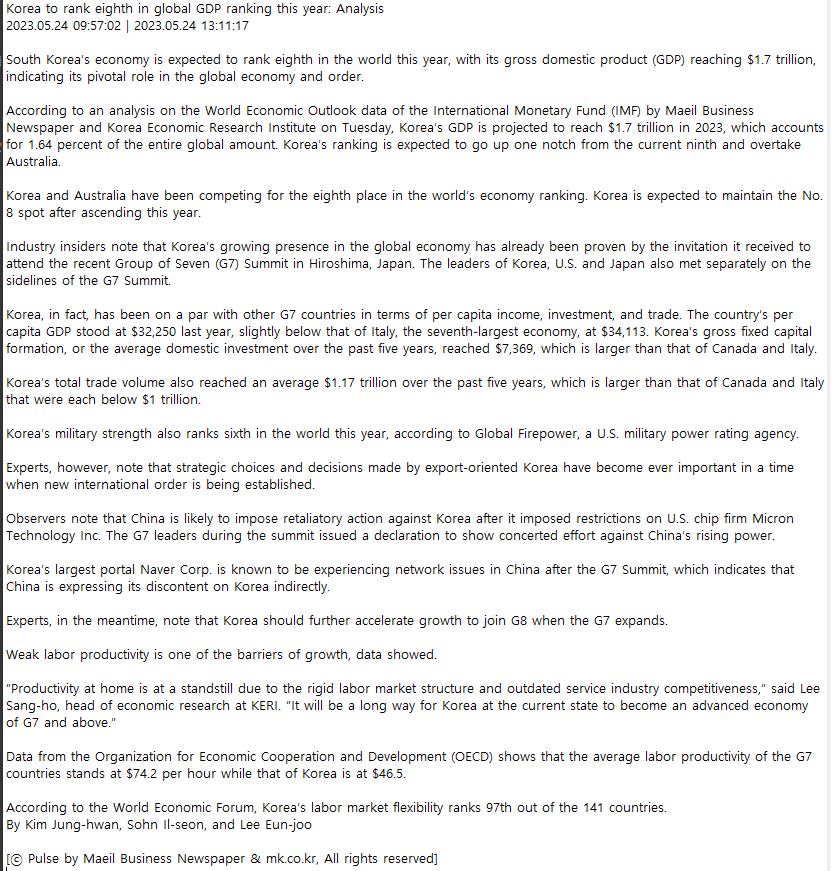 Korea to rank eighth in global GDP ranking this year: Analysis
2023.05.24 09:57:02 | 2023.05.24 13:11:17
South Korea's economy is expected to rank eighth in the world this year, with its gross domestic product (GDP) reaching $1.7 trillion,
indicating its pivotal role in the global economy and order.
According to an analysis on the World Economic Outlook data of the International Monetary Fund (IMF) by Maeil Business
Newspaper and Korea Economic Research Institute on Tuesday, Korea's GDP is projected to reach $1.7 trillion in 2023, which accounts
for 1.64 percent of the entire global amount. Korea's ranking is expected to go up one notch from the current ninth and overtake
Australia.
Korea and Australia have been competing for the eighth place in the world's economy ranking. Korea is expected to maintain the No.
8 spot after ascending this year.
Industry insiders note that Korea's growing presence in the global economy has already been proven by the invitation it received to
attend the recent Group of Seven (G7) Summit in Hiroshima, Japan. The leaders of Korea, U.S. and Japan also met separately on the
sidelines of the G7 Summit.
Korea, in fact, has been on a par with other G7 countries in terms of per capita income, investment, and trade. The country's per
capita GDP stood at $32,250 last year, slightly below that of Italy, the seventh-largest economy, at $34,113. Korea's gross fixed capital
formation, or the average domestic investment over the past five years, reached $7,369, which is larger than that of Canada and Italy.
Korea's total trade volume also reached an average $1.17 trillion over the past five years, which is larger than that of Canada and Italy
that were each below $1 trillion.
Korea's military strength also ranks sixth in the world this year, according to Global Firepower, a U.S. military power rating agency.
Experts, however, note that strategic choices and decisions made by export-oriented Korea have become ever important in a time
when new international order is being established.
Observers note that China is likely to impose retaliatory action against Korea after it imposed restrictions on U.S. chip firm Micron
Technology Inc. The G7 leaders during the summit issued a declaration to show concerted effort against China's rising power.
Korea's largest portal Naver Corp. is known to be experiencing network issues in China after the G7 Summit, which indicates that
China is expressing its discontent on Korea indirectly.
Experts, in the meantime, note that Korea should further accelerate growth to join G8 when the G7 expands.
Weak labor productivity is one of the barriers of growth, data showed.
"Productivity at home is at a standstill due to the rigid labor market structure and outdated service industry competitiveness," said Lee
Sang-ho, head of economic research at KERI. "It will be a long way for Korea at the current state to become an advanced economy
of G7 and above."
Data from the Organization for Economic Cooperation and Development (OECD) shows that the average labor productivity of the G7
countries stands at $74.2 per hour while that of Korea is at $46.5.
According to the World Economic Forum, Korea's labor market flexibility ranks 97th out of the 141 countries.
By Kim Jung-hwan, Sohn Il-seon, and Lee Eun-joo
[ⓒ Pulse by Maeil Business Newspaper & mk.co.kr, All rights reserved]